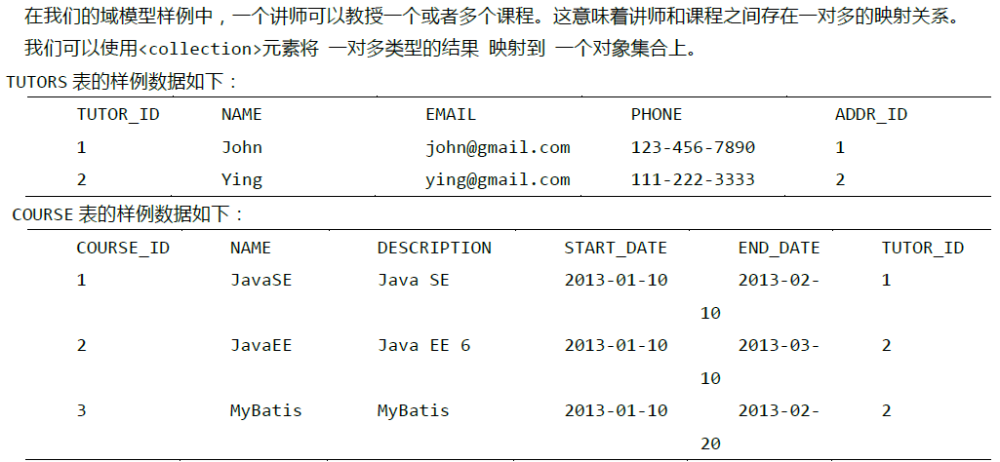 在我们的域模型样例中，一个讲师可以教授一个或者多个课程。这意味着讲师和课程之间存在一对多的映射关系。
我们可以使用<collection>元素将 一对多类型的结果 映射到 一个对象集合上。
TUTORS 表的样例数据如下：
TUTOR_ID NAME EMAIL PHONE ADDR_ID
1 John john@gmail.com 123-456-7890 1
2 Ying ying@gmail.com 111-222-3333 2
COURSE 表的样例数据如下：
COURSE_ID NAME DESCRIPTION START_DATE END_DATE TUTOR_ID
1 JavaSE Java SE 2013-01-10 2013-02- 1
10
2 JavaEE Java EE 6 2013-01-10 2013-03- 2
10
3 MyBatis MyBatis 2013-01-10 2013-02- 2
20